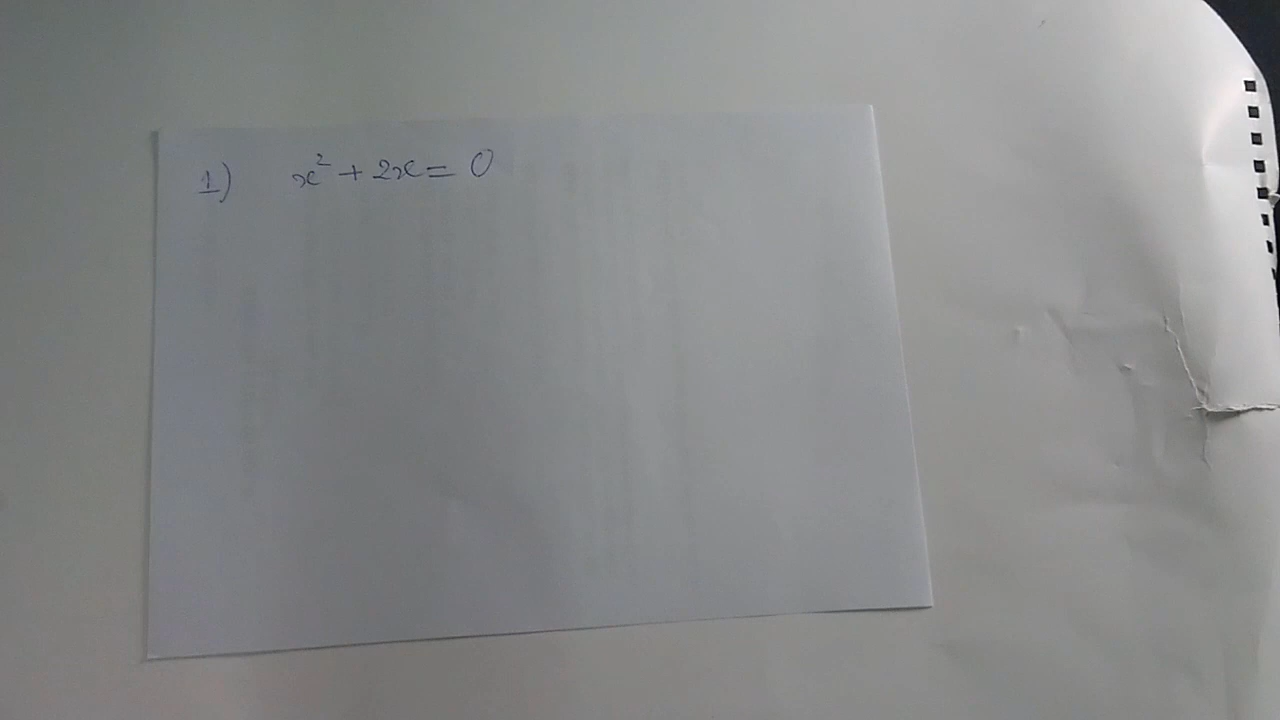 1) x² + 2x = 0